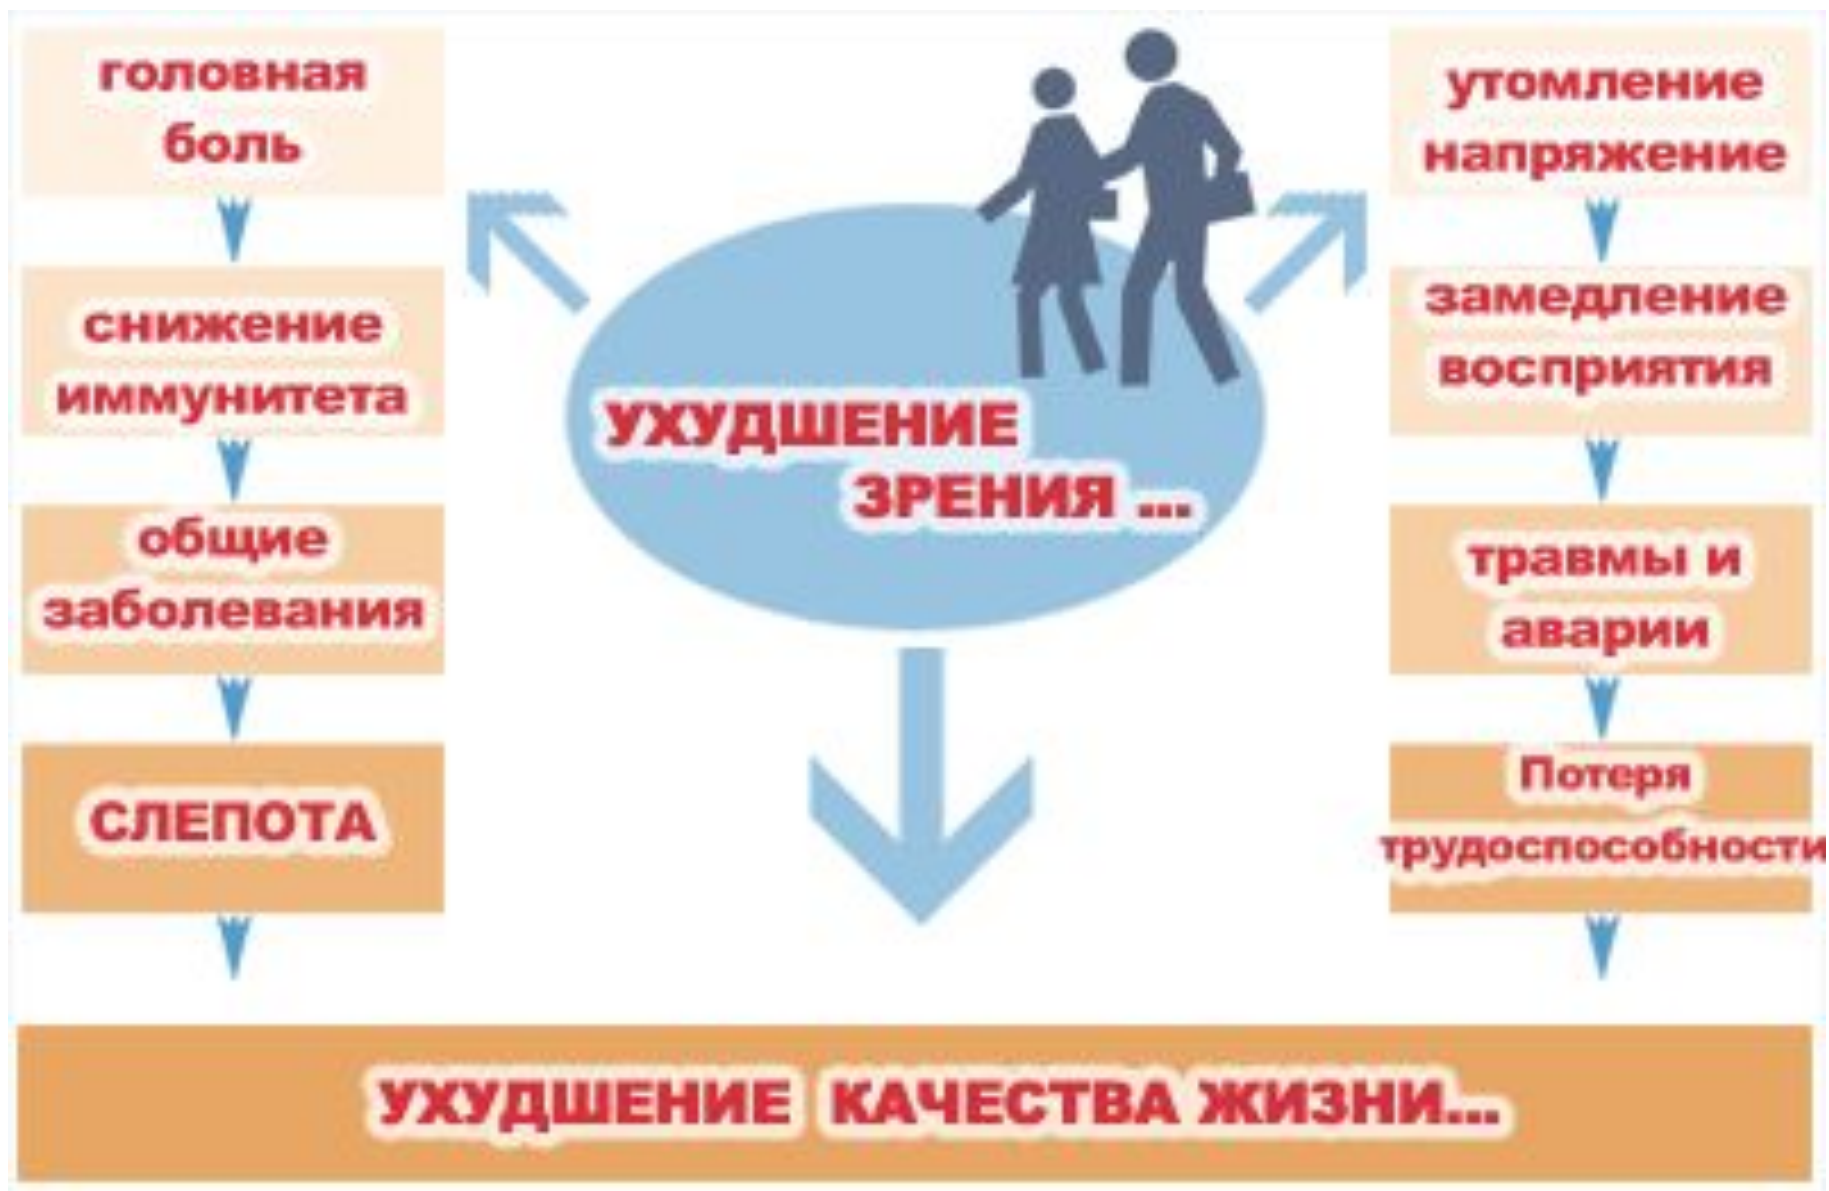 головная
боль
снижение
иммунитета
общие
заболевания
СЛЕПОТА
УХУДШЕНИЕ
ЗРЕНИЯ ...
утомление
напряжение
замедление
восприятия
травмы и
аварии
Потеря
трудоспособности
УХУДШЕНИЕ КАЧЕСТВА ЖИЗНИ...